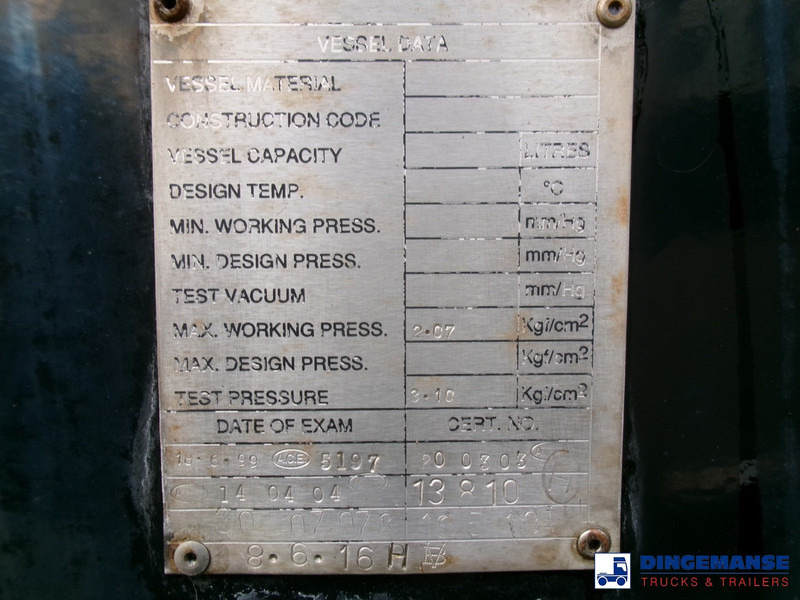 VESSEL DATA
VESSEL MATERIAL
CONSTRUCTION CODE
VESSEL CAPACITY LITRES
DESIGN TEMP. °C
MIN. WORKING PRESS. mm/Hg
MIN. DESIGN PRESS. mm/Hg
TEST VACUUM mm/Hg
MAX. WORKING PRESS. 2·07 Kgf/cm2
MAX. DESIGN PRESS. Kgf/cm2
TEST PRESSURE 3·10 Kgf/cm2
DATE OF EXAM CERT. NO.
5197
14 04 04 13810
8·6·16 H
DINGEMANSE
TRUCKS & TRAILERS